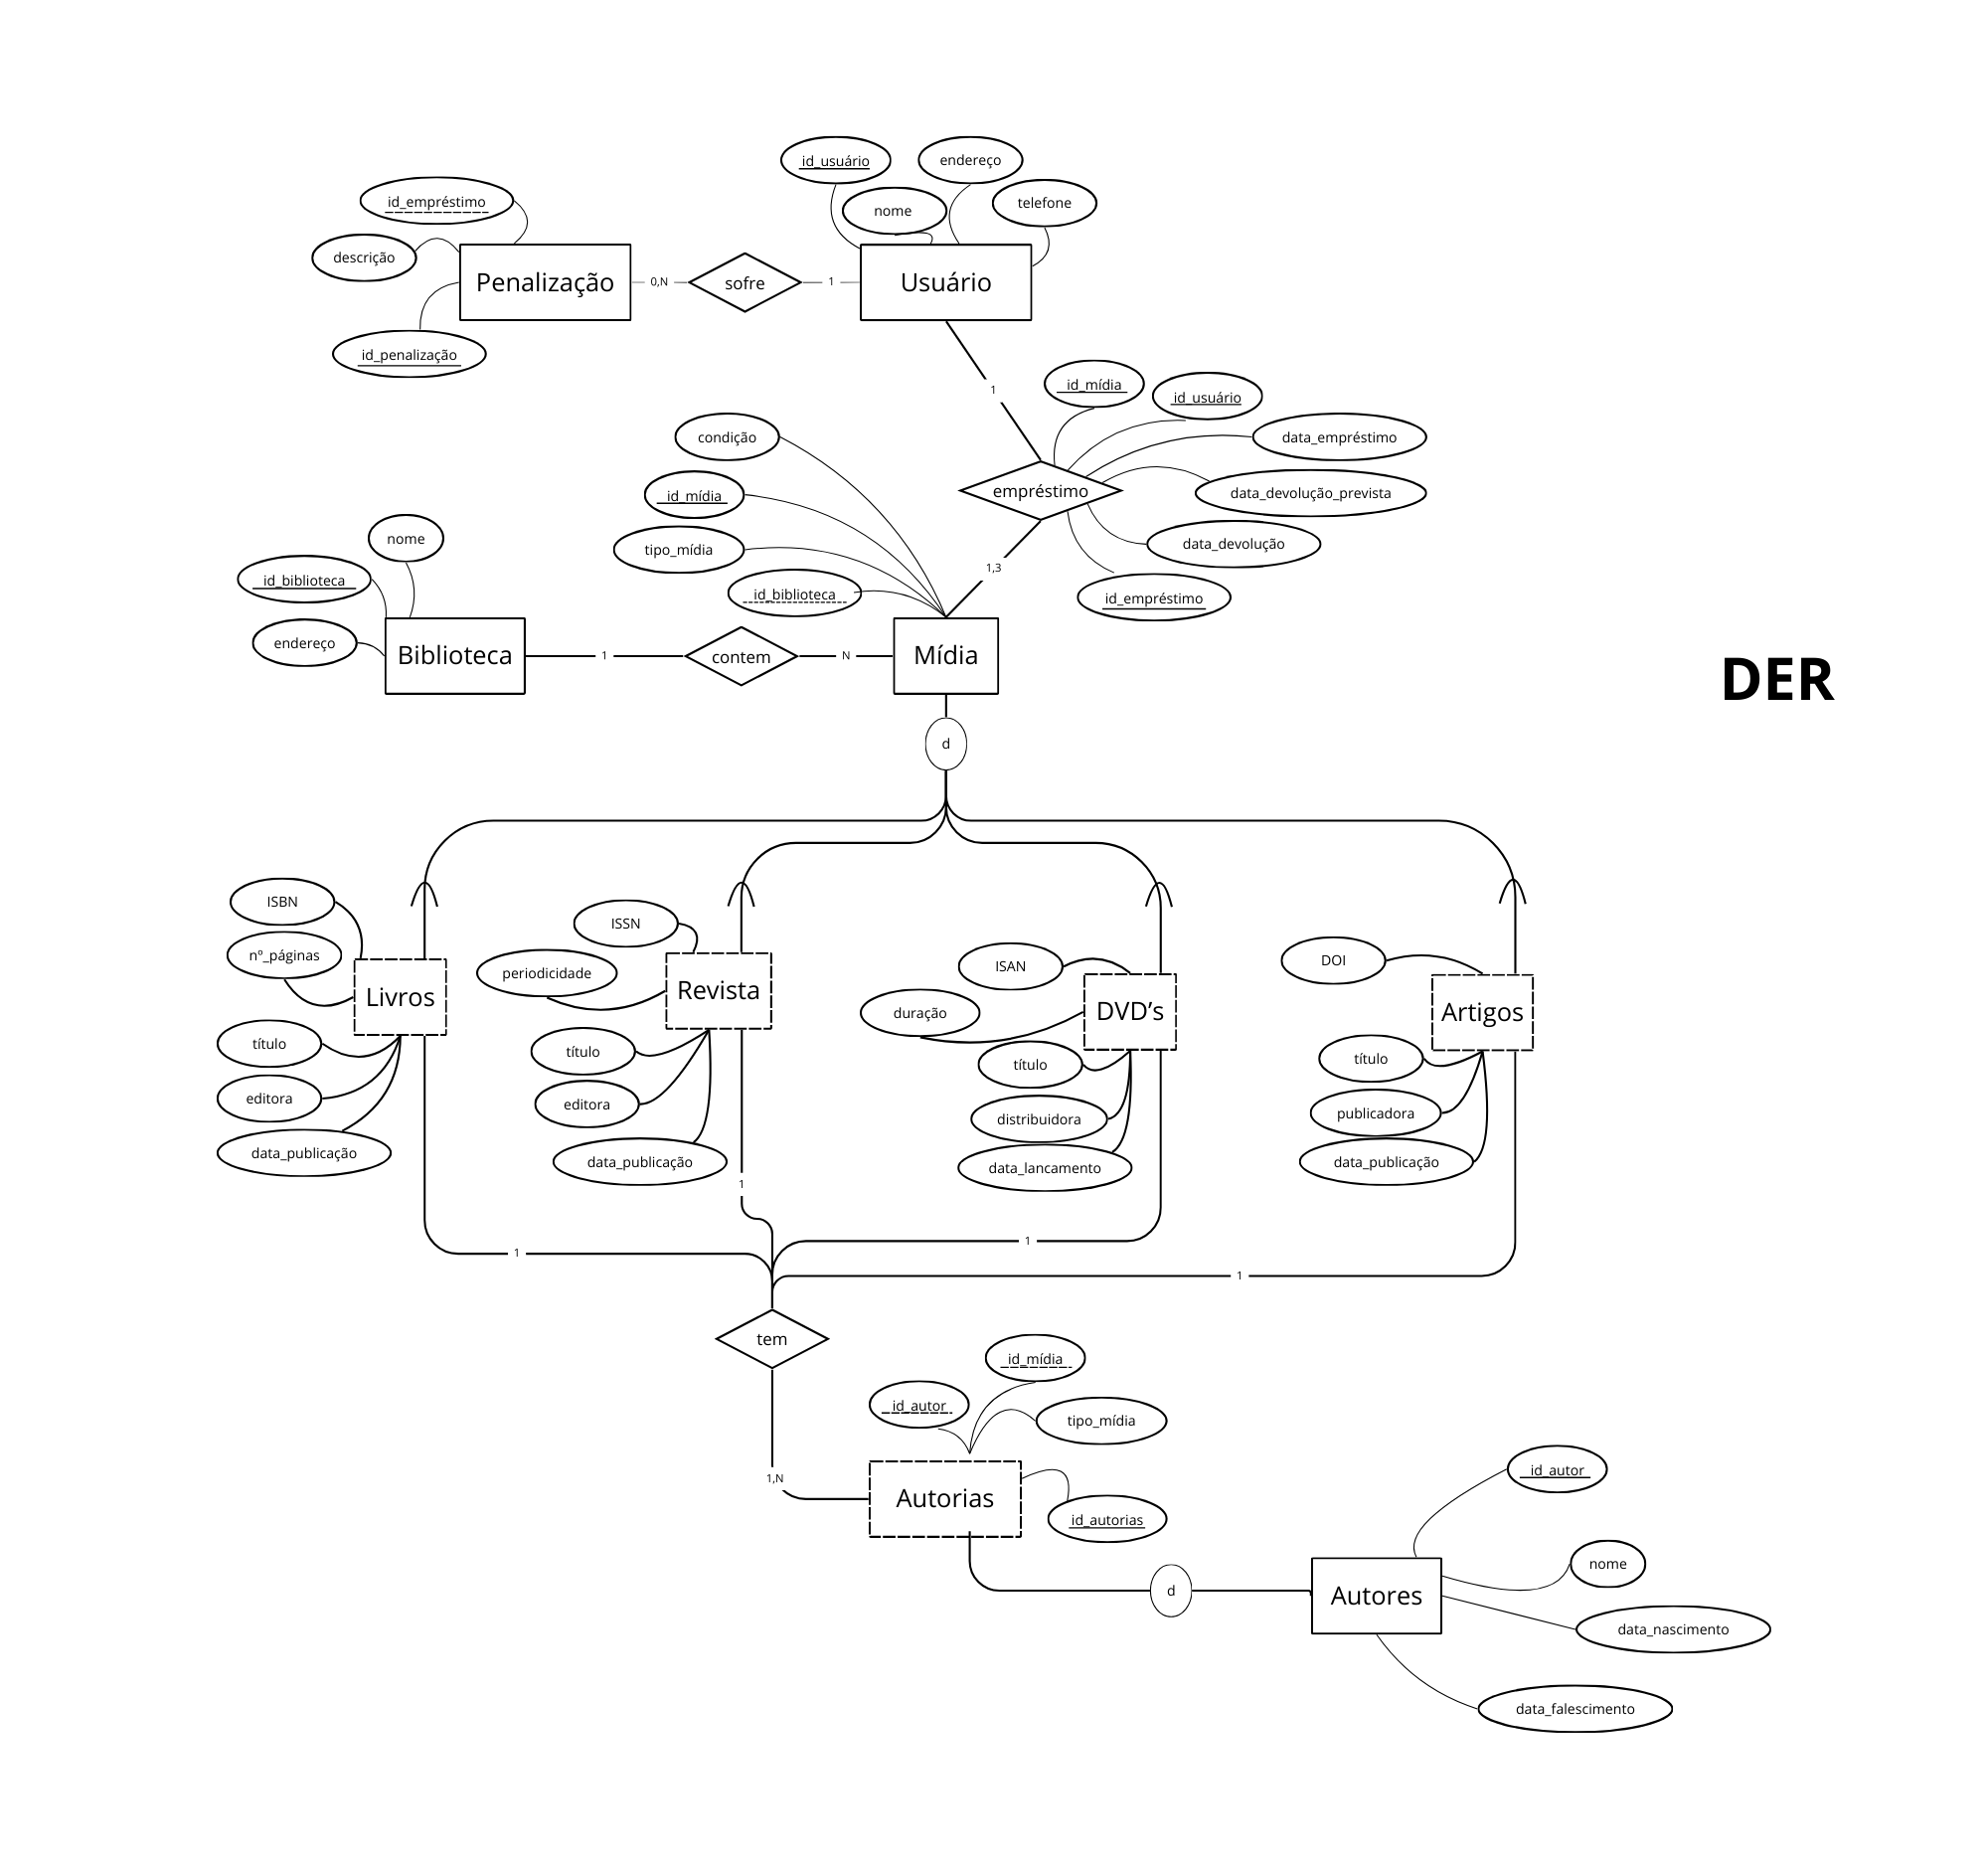 id_usuário
endereço
nome
telefone
id_empréstimo
descrição
Penalização
0,N
sofre
1
Usuário
id_penalização
1
id_mídia
id_usuário
data_empréstimo
data_devolução_prevista
data_devolução
id_empréstimo
empréstimo
1,3
condição
id_mídia
tipo_mídia
id_biblioteca
nome
id_biblioteca
endereço
Biblioteca
1
contem
N
Mídia
DER
d
ISBN
nº_páginas
Livros
título
editora
data_publicação
ISSN
periodicidade
Revista
título
editora
data_publicação
ISAN
duração
DVD’s
título
distribuidora
data_lancamento
DOI
Artigos
título
publicadora
data_publicação
1
1
1
1
tem
id_mídia
id_autor
tipo_mídia
1,N
Autorias
id_autorias
d
Autores
id_autor
nome
data_nascimento
data_falescimento